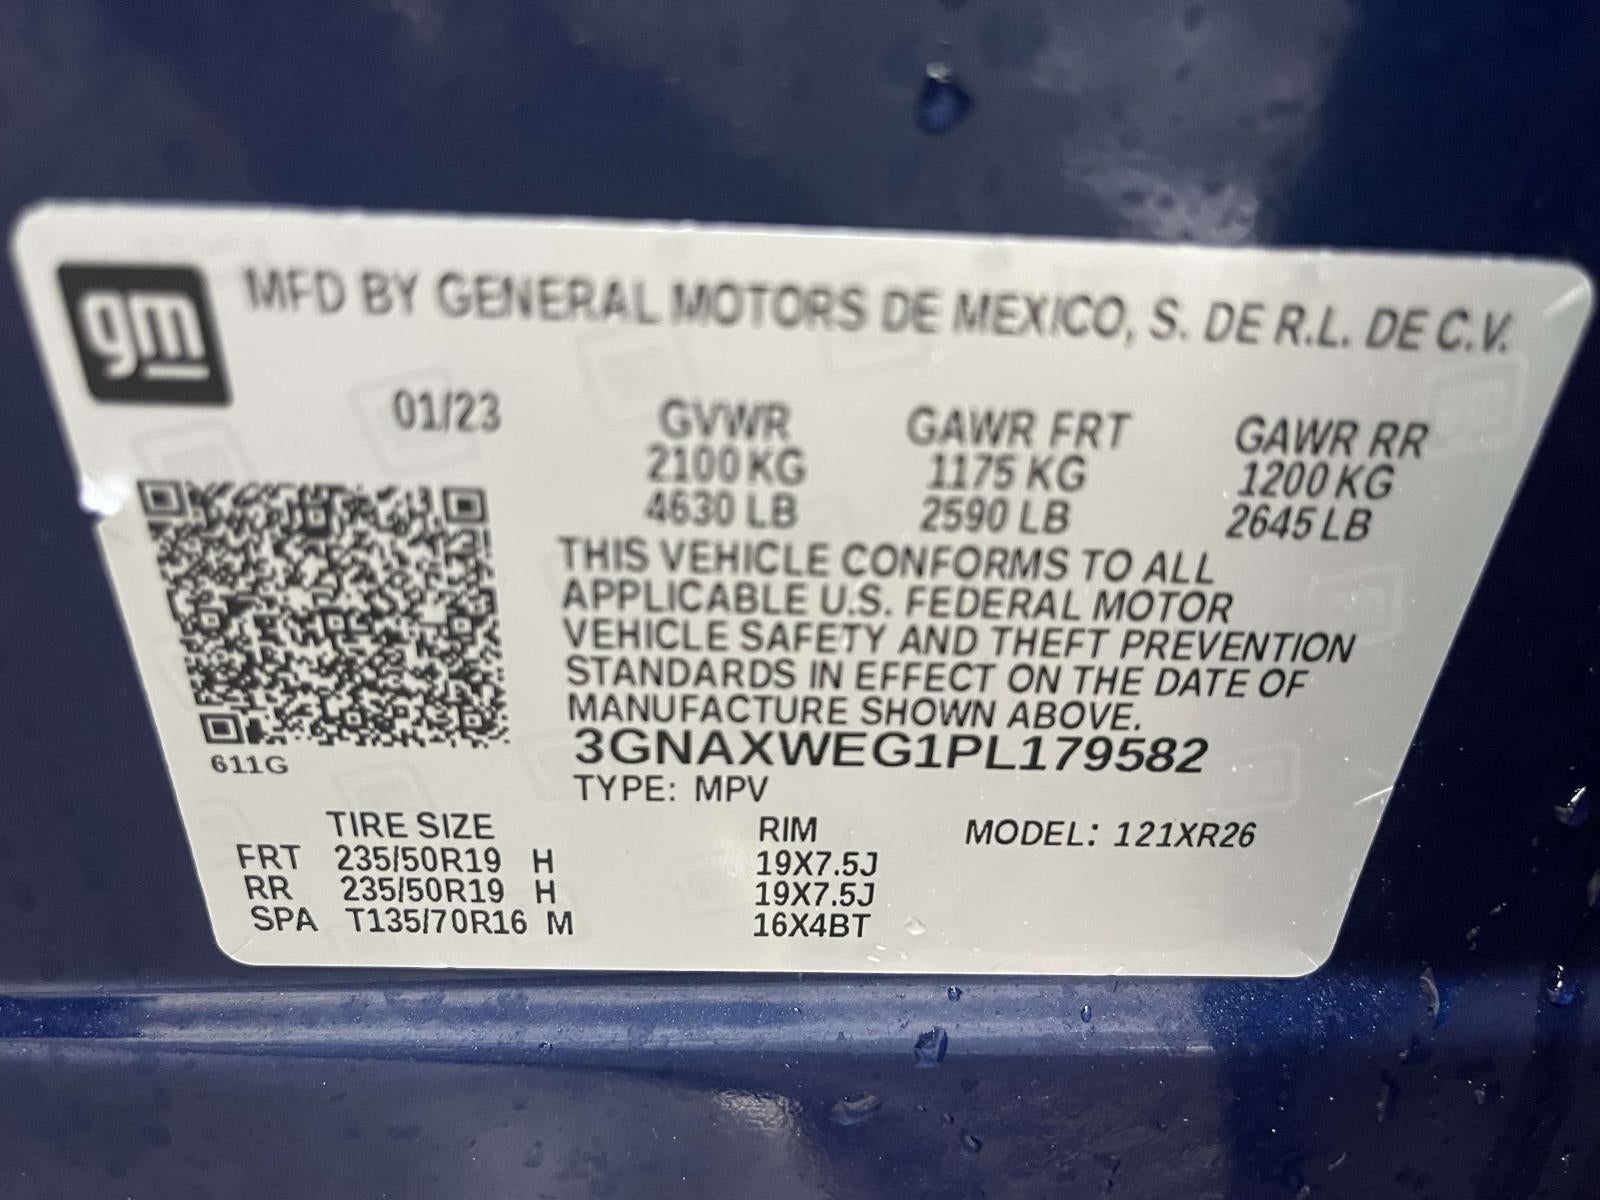 gm MFD BY GENERAL MOTORS DE MEXICO, S. DE R.L. DE C.V.
01/23 GVWR GAWR FRT GAWR RR
2100 KG 1175 KG 1200 KG
4630 LB 2590 LB 2645 LB
THIS VEHICLE CONFORMS TO ALL
APPLICABLE U.S. FEDERAL MOTOR
VEHICLE SAFETY AND THEFT PREVENTION
STANDARDS IN EFFECT ON THE DATE OF
MANUFACTURE SHOWN ABOVE.
3GNAXWEG1PL179582
611G
TYPE: MPV
TIRE SIZE RIM MODEL: 121XR26
FRT 235/50R19 H 19X7.5J
RR 235/50R19 H 19X7.5J
SPA T135/70R16 M 16X4BT